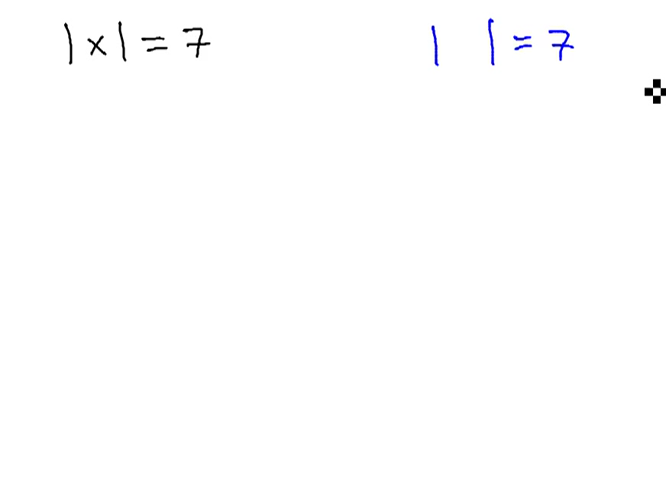 |x| = 7 | | = 7